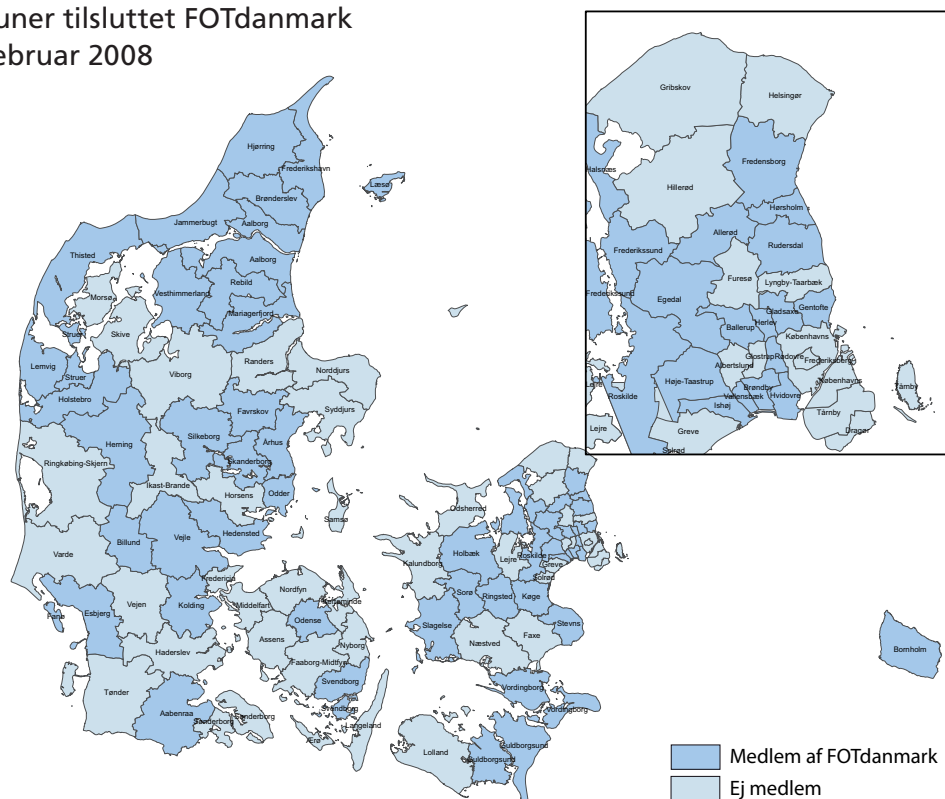 uner tilsluttet FOTdanmark
ebruar 2008
Gribskov
Helsingør
Halsnæs
Hillerød
Fredensborg
Hørsholm
Allerød
Frederikssund
Rudersdal
Furesø
Lyngby-Taarbæk
Frederikssund
Egedal
Gladsaxe
Gentofte
Ballerup
Herlev
Københavns
Glostrup
Rødovre
Frederiksberg
Albertslund
Lejre
Roskilde
Høje-Taastrup
Brøndby
Vallensbæk
Hvidovre
Ishøj
København
Tårnby
Tårnby
Dragør
Lejre
Greve
Solrød
Hjørring
Frederikshavn
Læsø
Brønderslev
Jammerbugt
Aalborg
Thisted
Aalborg
Rebild
Morsø
Vesthimmerland
Mariagerfjord
Struer
Skive
Lemvig
Struer
Viborg
Randers
Norddjurs
Holstebro
Favrskov
Syddjurs
Herning
Silkeborg
Århus
Ringkøbing-Skjern
Skanderborg
Ikast-Brande
Horsens
Odder
Samsø
Odsherred
Varde
Billund
Vejle
Hedensted
Holbæk
Kalundborg
Lejre
Roskilde
Greve
Solrød
Fredericia
Esbjerg
Vejen
Kolding
Middelfart
Nordfyn
Kerteminde
Fanø
Odense
Sorø
Ringsted
Køge
Slagelse
Stevns
Assens
Nyborg
Næstved
Faxe
Haderslev
Faaborg-Midtfyn
Bornholm
Tønder
Svendborg
Vordingborg
Aabenraa
Svendborg
Vordingborg
Sønderborg
Sønderborg
Langeland
Ærø
Lolland
Guldborgsund
Guldborgsund
Medlem af FOTdanmark
Ej medlem